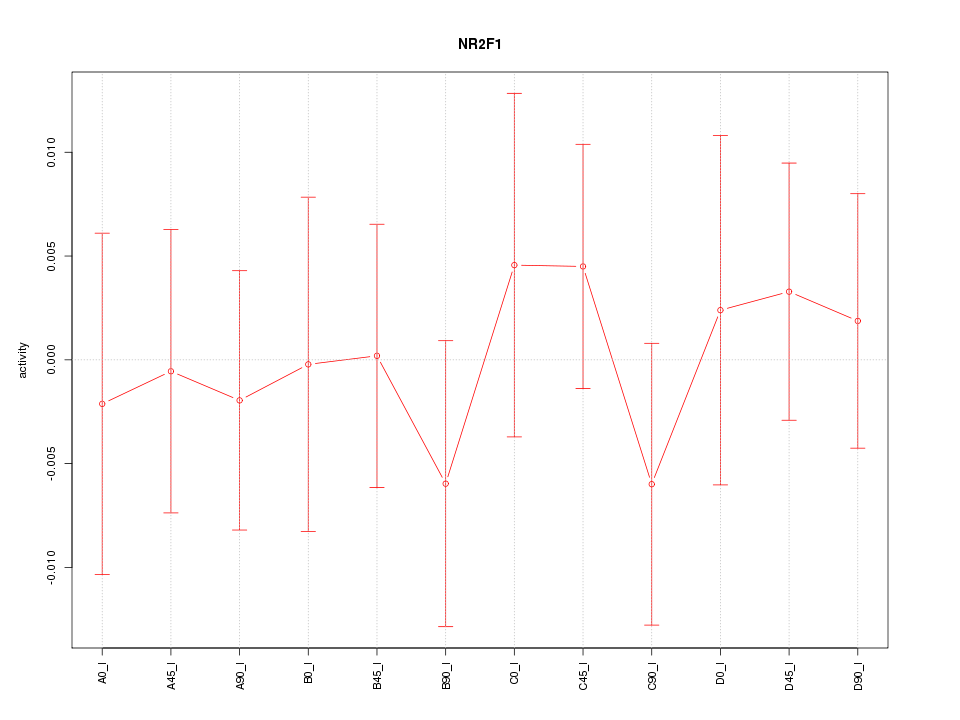 NR2F1
activity
0.010
0.005
0.000
-0.005
-0.010
A0_I
A45_I
A90_I
B0_I
B45_I
B90_I
C0_I
C45_I
C90_I
D0_I
D45_I
D90_I